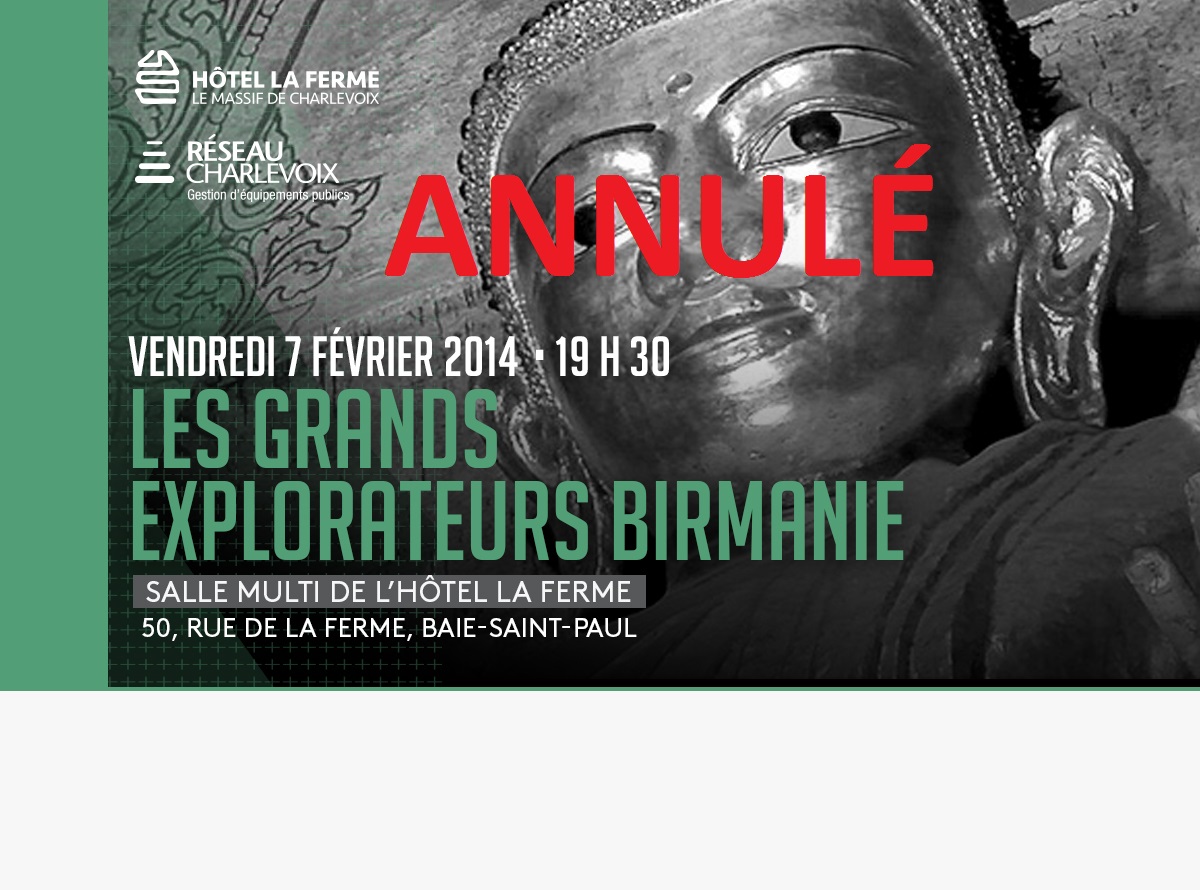 HÔTEL LA FERME
LE MASSIF DE CHARLEVOIX
RÉSEAU
CHARLEVOIX
Gestion d'équipements publics
ANNULÉ
VENDREDI 7 FÉVRIER 2014 · 19 H 30
LES GRANDS
EXPLORATEURS BIRMANIE
SALLE MULTI DE L'HÔTEL LA FERME
50, RUE DE LA FERME, BAIE-SAINT-PAUL